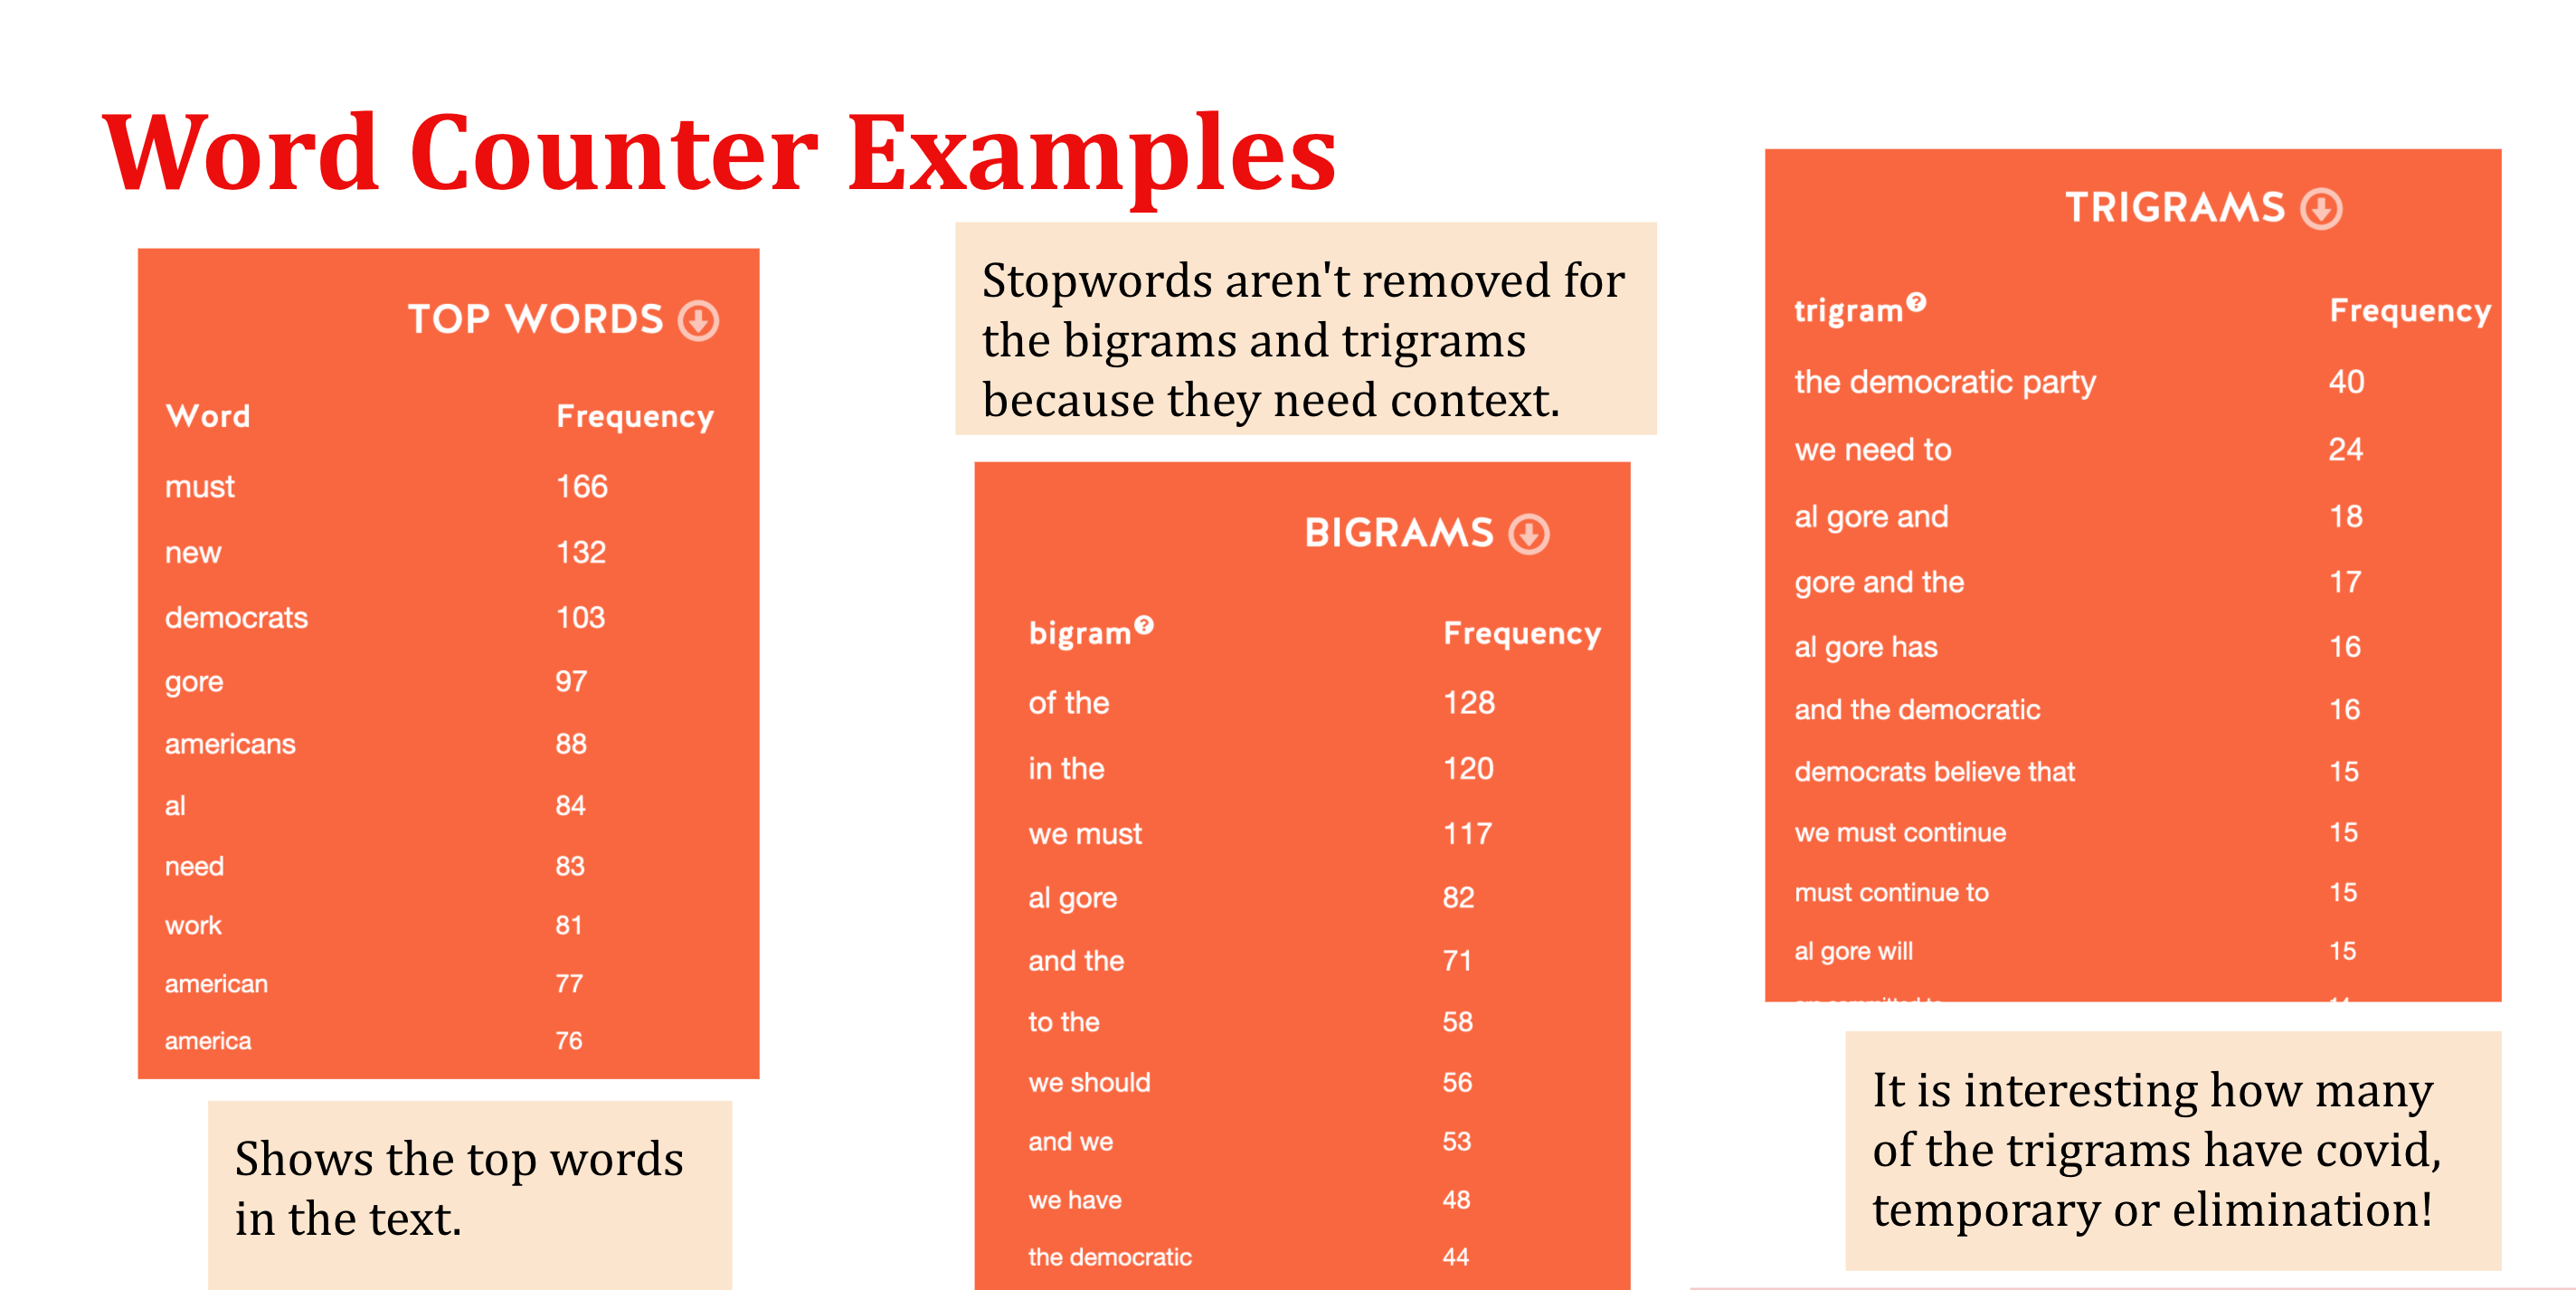 Word Counter Examples
TOP WORDS
Word Frequency
must 166
new 132
democrats 103
gore 97
americans 88
al 84
need 83
work 81
american 77
america 76
Shows the top words
in the text.
Stopwords aren't removed for
the bigrams and trigrams
because they need context.
BIGRAMS
bigram? Frequency
of the 128
in the 120
we must 117
al gore 82
and the 71
to the 58
we should 56
and we 53
we have 48
the democratic 44
TRIGRAMS
trigram? Frequency
the democratic party 40
we need to 24
al gore and 18
gore and the 17
al gore has 16
and the democratic 16
democrats believe that 15
we must continue 15
must continue to 15
al gore will 15
It is interesting how many
of the trigrams have covid,
temporary or elimination!